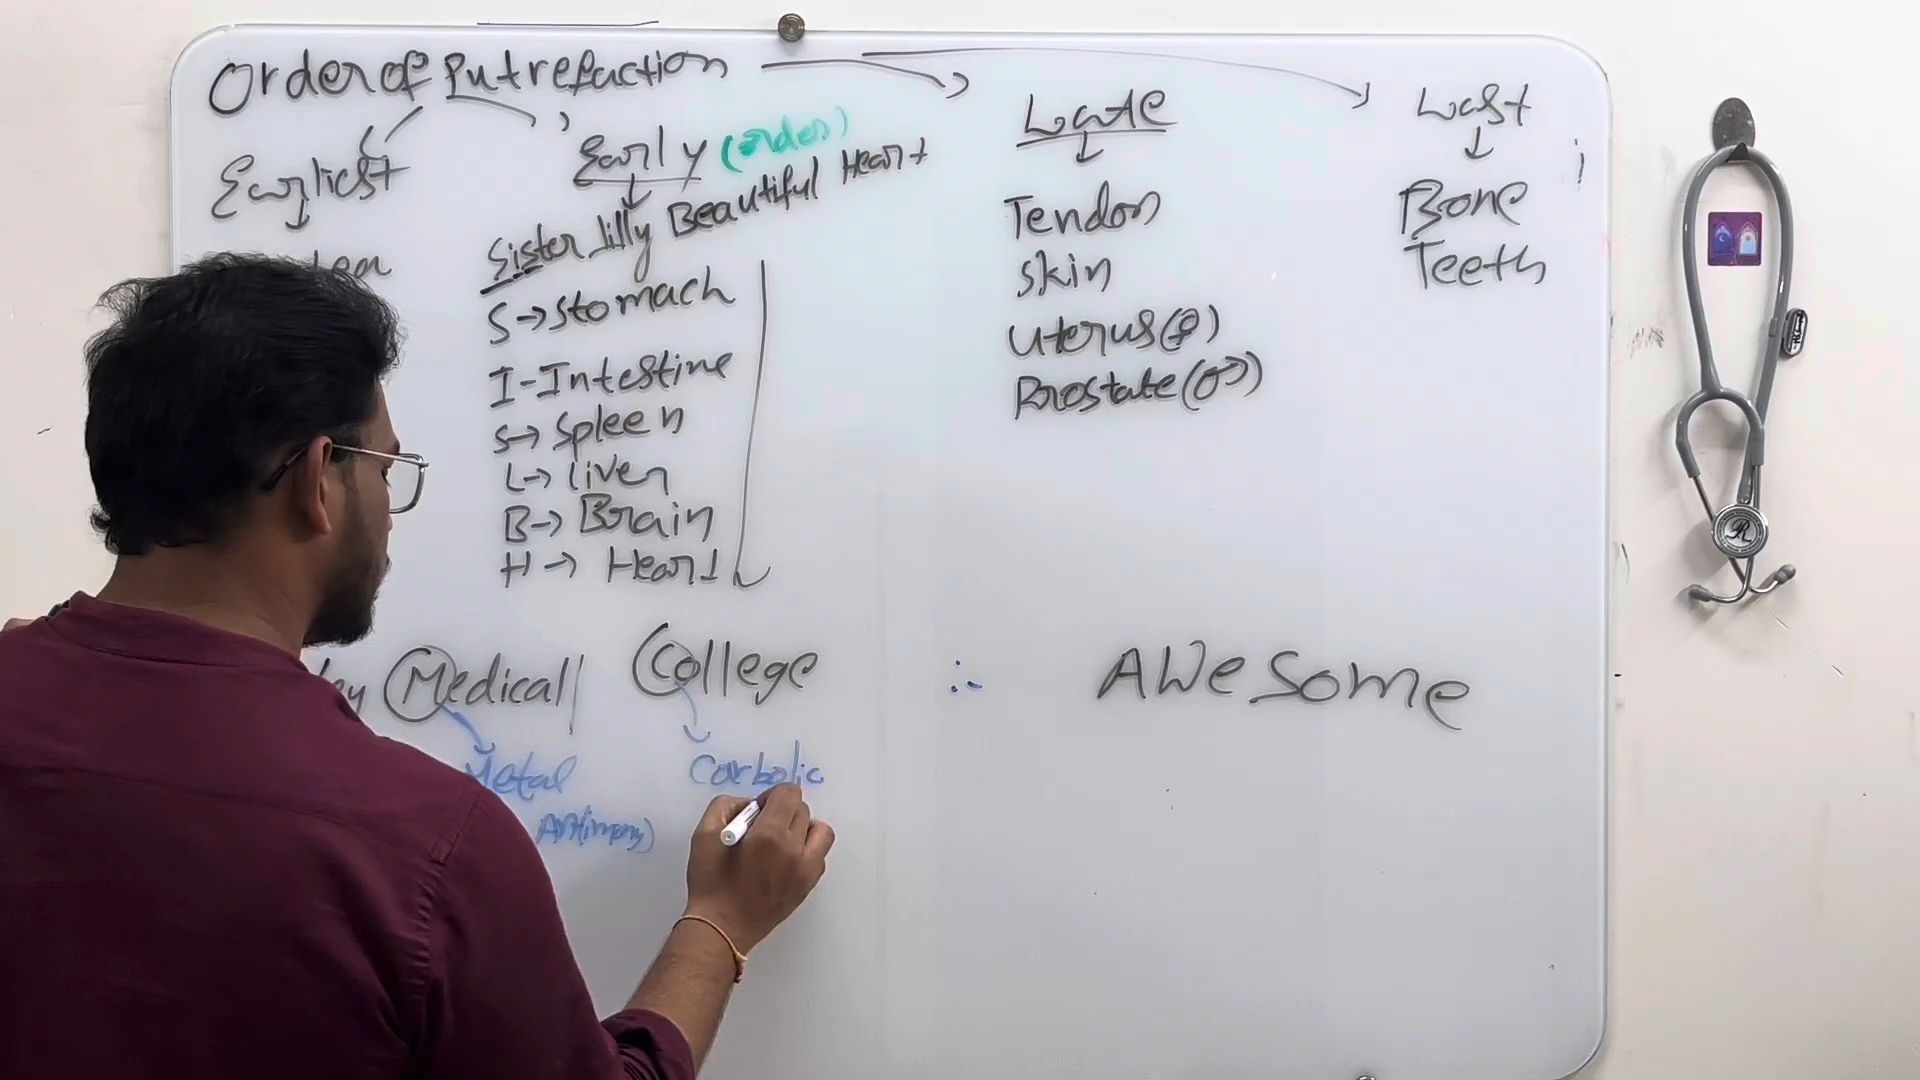 Order of Putrefaction
Earliest
Early (order)
Sister lilly Beautiful Heart
S→stomach
I-Intestine
S→spleen
L→liver
B→Brain
H→Heart
Late
Tendon
skin
Uterus(♀)
Prostate(♂)
Last
Bone
Teeth
Medical College ∴ AWESOME
Metal
Antimony)
Carbolic